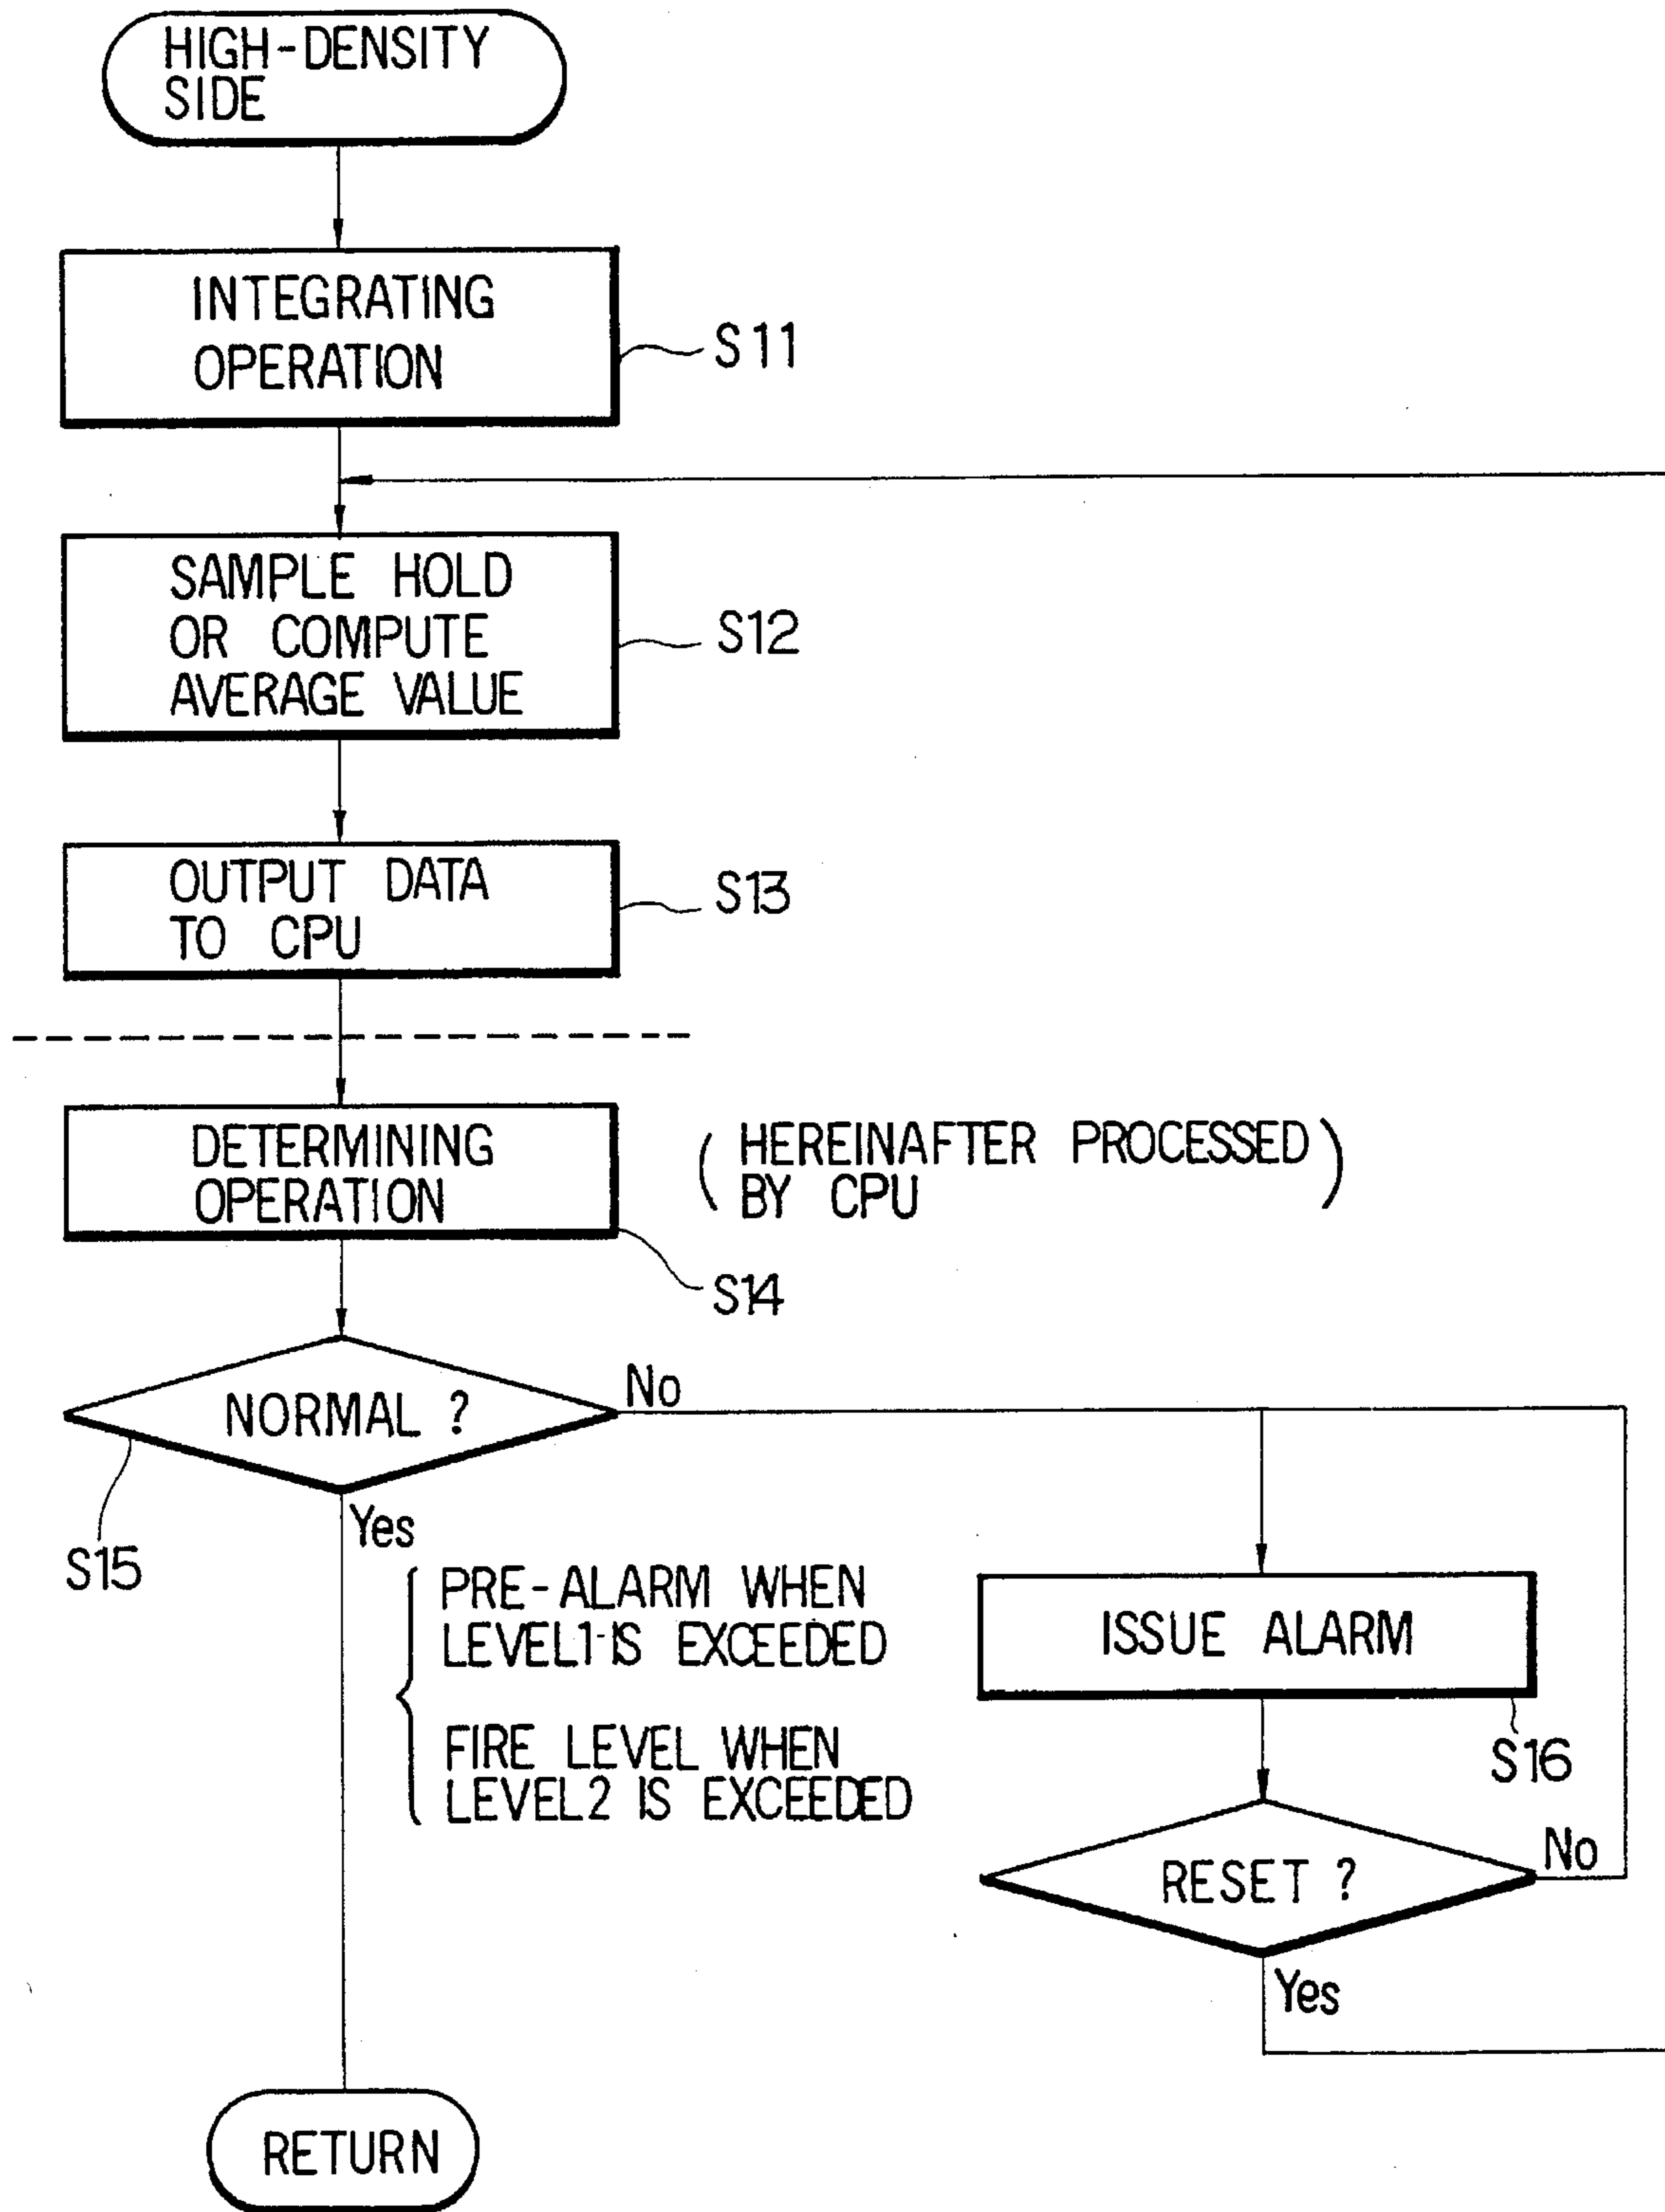 HIGH-DENSITY
SIDE
INTEGRATING
OPERATION
S11
SAMPLE HOLD
OR COMPUTE
AVERAGE VALUE
S12
OUTPUT DATA
TO CPU
S13
DETERMINING
OPERATION
(HEREINAFTER PROCESSED
BY CPU)
S14
NORMAL ?
No
Yes
S15
PRE-ALARM WHEN
LEVEL1 IS EXCEEDED
FIRE LEVEL WHEN
LEVEL2 IS EXCEEDED
ISSUE ALARM
S16
RESET ?
No
Yes
RETURN